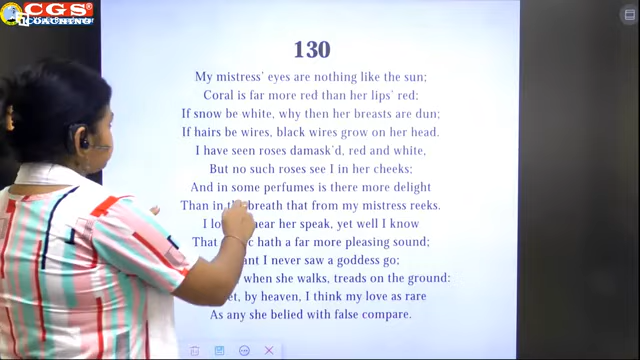 CGS®
COACHING
130
My mistress' eyes are nothing like the sun;
Coral is far more red than her lips' red;
If snow be white, why then her breasts are dun;
If hairs be wires, black wires grow on her head.
I have seen roses damask'd, red and white,
But no such roses see I in her cheeks;
And in some perfumes is there more delight
Than in breath that from my mistress reeks.
I hear her speak, yet well I know
That hath a far more pleasing sound;
I never saw a goddess go;
when she walks, treads on the ground:
by heaven, I think my love as rare
As any she belied with false compare.